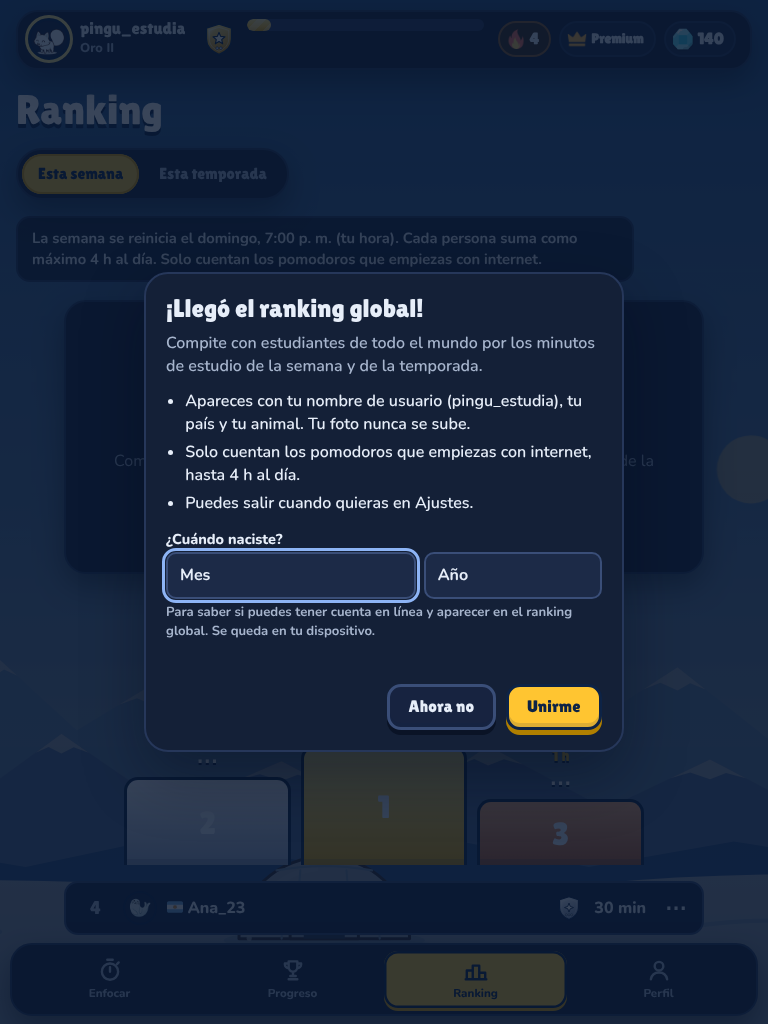 pingu_estudia
Oro II
4
Premium
140
Ranking
Esta semana
Esta temporada
La semana se reinicia el domingo, 7:00 p. m. (tu hora). Cada persona suma como
máximo 4 h al día. Solo cuentan los pomodoros que empiezas con internet.
¡Llegó el ranking global!
Compite con estudiantes de todo el mundo por los minutos
de estudio de la semana y de la temporada.
• Apareces con tu nombre de usuario (pingu_estudia), tu
país y tu animal. Tu foto nunca se sube.
• Solo cuentan los pomodoros que empiezas con internet,
hasta 4 h al día.
• Puedes salir cuando quieras en Ajustes.
¿Cuándo naciste?
Mes
Año
Para saber si puedes tener cuenta en línea y aparecer en el ranking
global. Se queda en tu dispositivo.
Ahora no
Unirme
2
1
3
4
Ana_23
30 min
Enfocar
Progreso
Ranking
Perfil